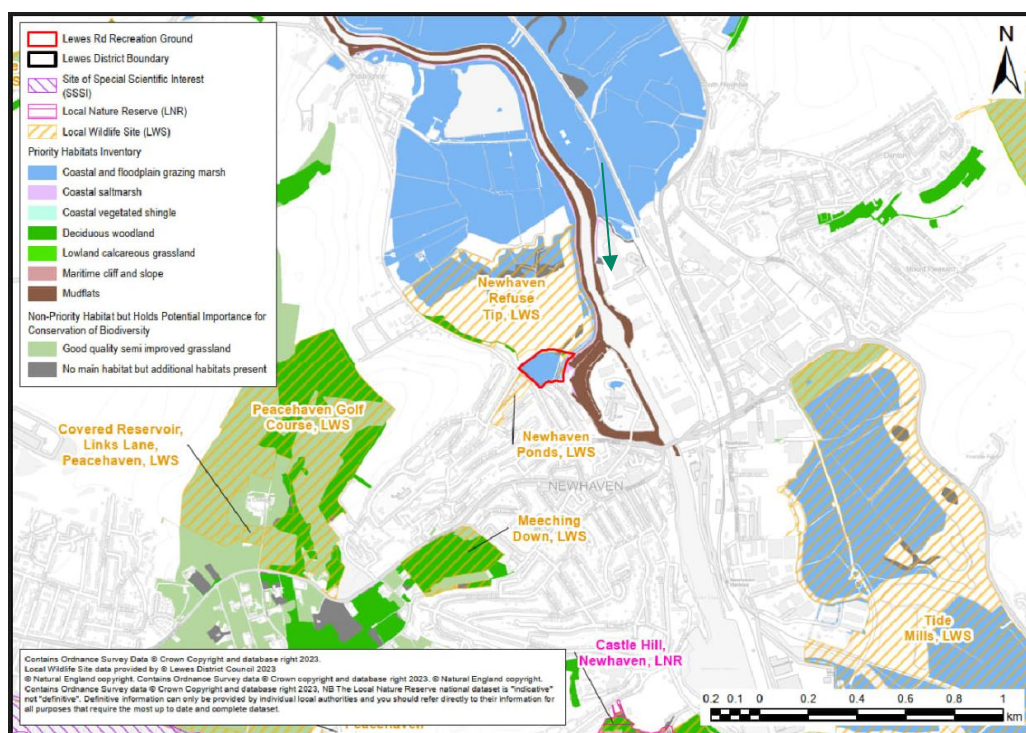 Lewes Rd Recreation Ground
Lewes District Boundary
Site of Special Scientific Interest
(SSSI)
Local Nature Reserve (LNR)
Local Wildlife Site (LWS)
Priority Habitats Inventory
Coastal and floodplain grazing marsh
Coastal saltmarsh
Coastal vegetated shingle
Deciduous woodland
Lowland calcareous grassland
Maritime cliff and slope
Mudflats
Non-Priority Habitat but Holds Potential Importance for
Conservation of Biodiversity
Good quality semi improved grassland
No main habitat but additional habitats present
N
Newhaven
Refuse
Tip, LWS
Peacehaven Golf
Course, LWS
Covered Reservoir,
Links Lane,
Peacehaven, LWS
Newhaven
Ponds, LWS
NEWHAVEN
Meeching
Down, LWS
Tide
Mills, LWS
Castle Hill,
Newhaven, LNR
Contains Ordnance Survey Data © Crown Copyright and database right 2023.
Local Wildlife Site data provided by © Lewes District Council 2023
© Natural England copyright. Contains Ordnance Survey data © Crown copyright and database right 2023. © Natural England copyright.
Contains Ordnance Survey data © Crown Copyright and database right 2023, NB The Local Nature Reserve national dataset is "indicative"
not "definitive". Definitive information can only be provided by individual local authorities and you should refer directly to their information for
all purposes that require the most up to date and complete dataset.
0.2 0.1 0 0.2 0.4 0.6 0.8 1
km